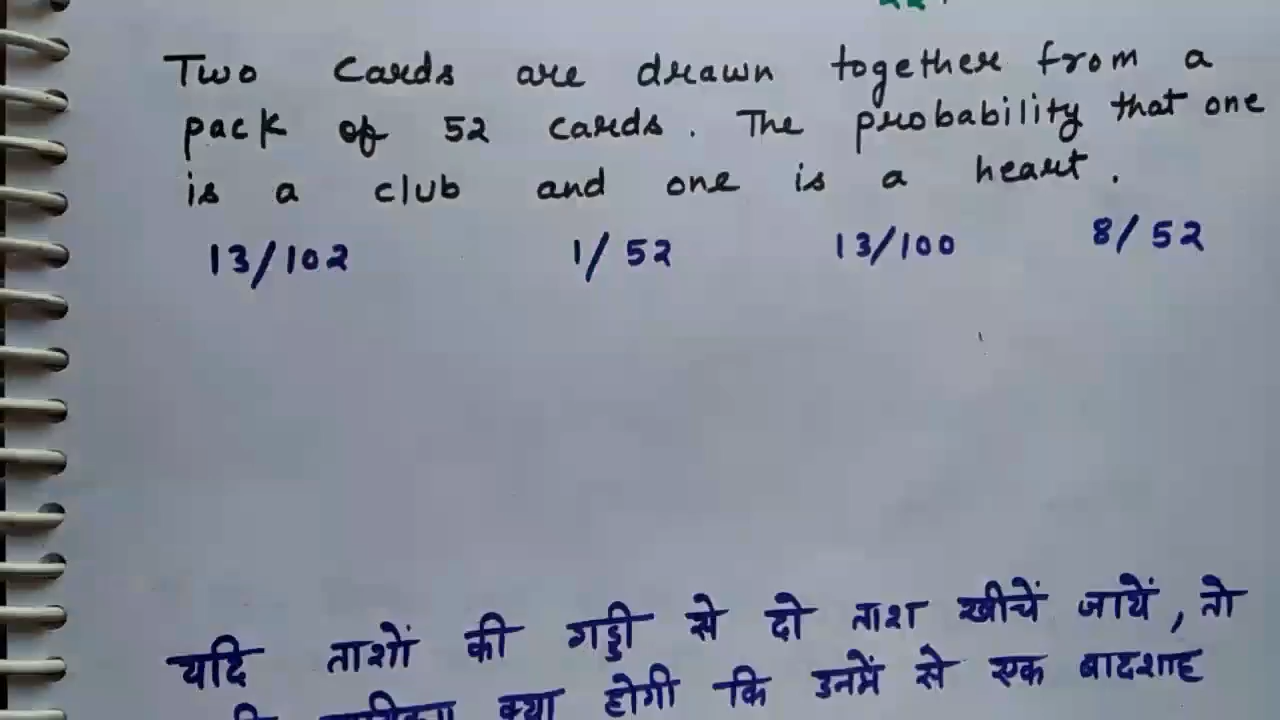 Two cards are drawn together from a
pack of 52 cards. The probability that one
is a club and one is a heart.
13/102 1/52 13/100 8/52
यदि ताशों की गड्डी से दो ताश खीचें जायें, तो
क्या होगी कि उनमें से एक बादशाह